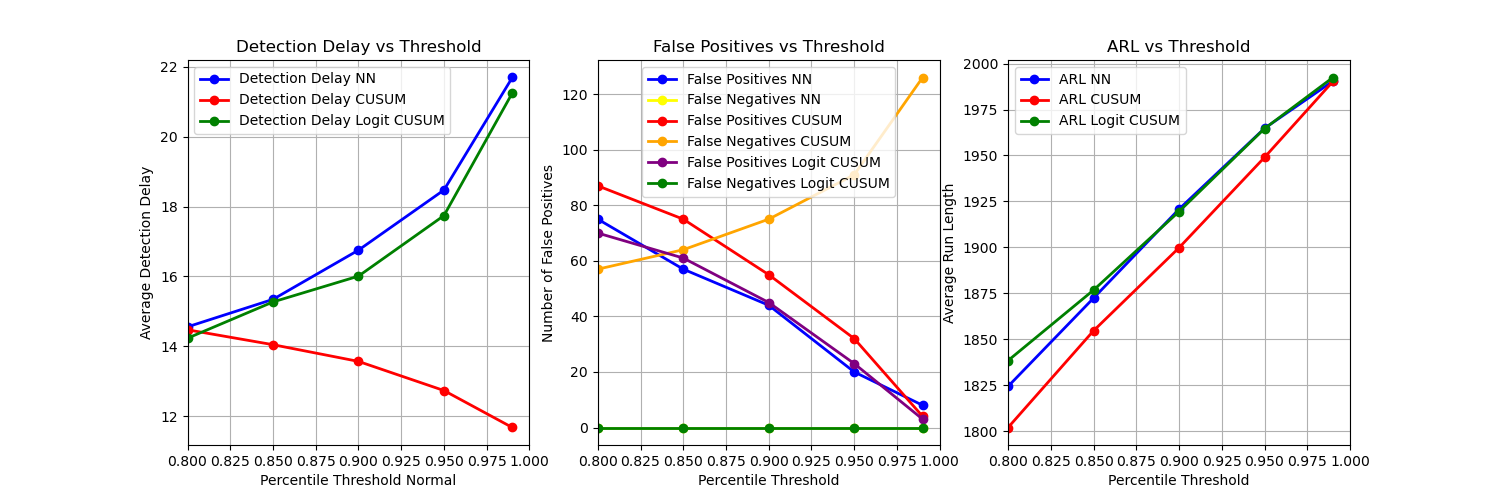 Detection Delay vs Threshold
Detection Delay NN
Detection Delay CUSUM
Detection Delay Logit CUSUM
Average Detection Delay
22
20
18
16
14
12
0.800 0.825 0.850 0.875 0.900 0.925 0.950 0.975 1.000
Percentile Threshold Normal
False Positives vs Threshold
False Positives NN
False Negatives NN
False Positives CUSUM
False Negatives CUSUM
False Positives Logit CUSUM
False Negatives Logit CUSUM
Number of False Positives
120
100
80
60
40
20
0
0.800 0.825 0.850 0.875 0.900 0.925 0.950 0.975 1.000
Percentile Threshold
ARL vs Threshold
ARL NN
ARL CUSUM
ARL Logit CUSUM
Average Run Length
2000
1975
1950
1925
1900
1875
1850
1825
1800
0.800 0.825 0.850 0.875 0.900 0.925 0.950 0.975 1.000
Percentile Threshold